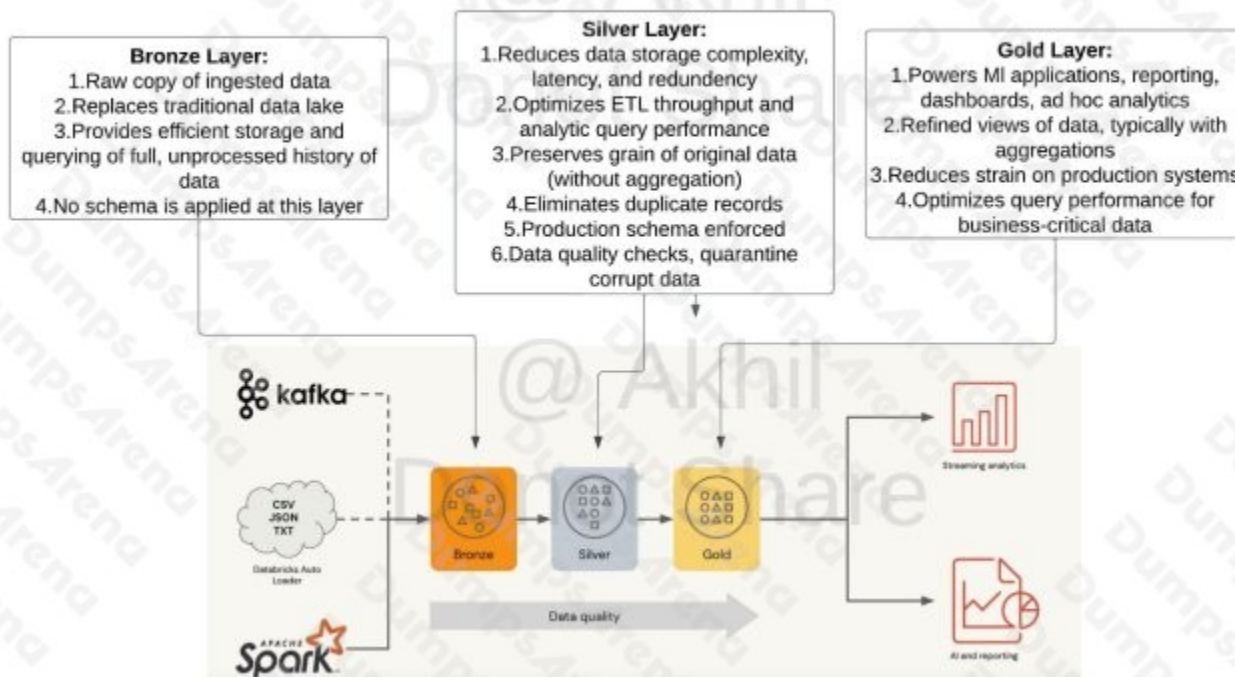 Bronze Layer:
1.Raw copy of ingested data
2.Replaces traditional data lake
3.Provides efficient storage and
querying of full, unprocessed history of
data
4.No schema is applied at this layer
Silver Layer:
1.Reduces data storage complexity,
latency, and redundency
2.Optimizes ETL throughput and
analytic query performance
3.Preserves grain of original data
(without aggregation)
4.Eliminates duplicate records
5.Production schema enforced
6.Data quality checks, quarantine
corrupt data
Gold Layer:
1.Powers Ml applications, reporting,
dashboards, ad hoc analytics
2.Refined views of data, typically with
aggregations
3.Reduces strain on production systems
4.Optimizes query performance for
business-critical data
@ Akhil
Donot Share
@ Akhil
Donot Share
kafka
CSV
JSON
TXT
Databricks Auto
Loader
APACHE
Spark
Bronze
Silver
Gold
Data quality
Streaming analytics
AI and reporting
DumpsArena